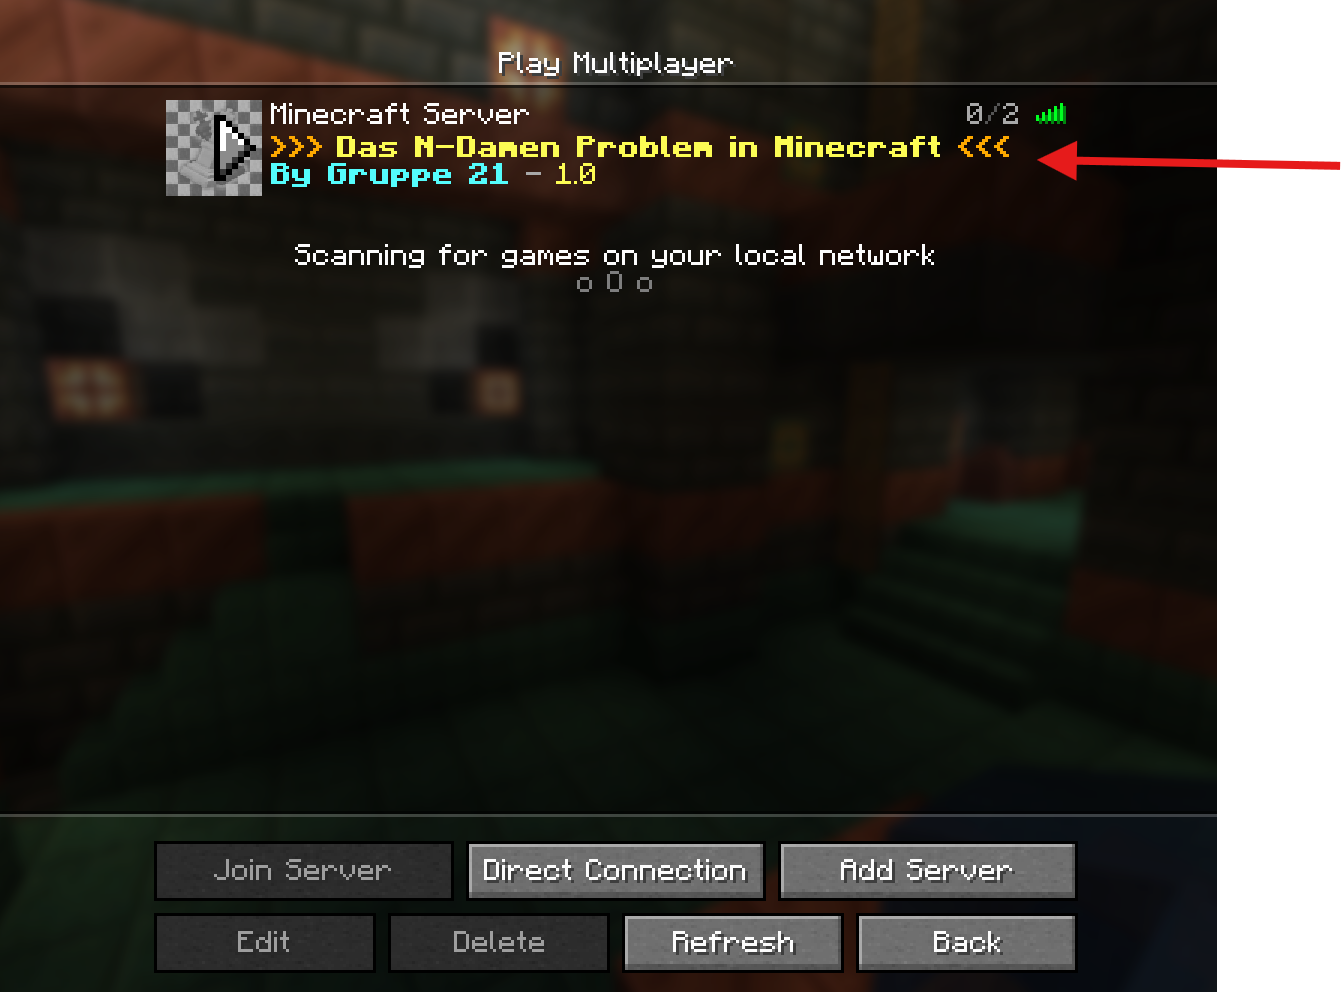 Play Multiplayer
Minecraft Server 0/2
>>> Das N-Damen Problem in Minecraft <<<
By Gruppe 21 - 1.0
Scanning for games on your local network
o O o
Join Server
Direct Connection
Add Server
Edit
Delete
Refresh
Back